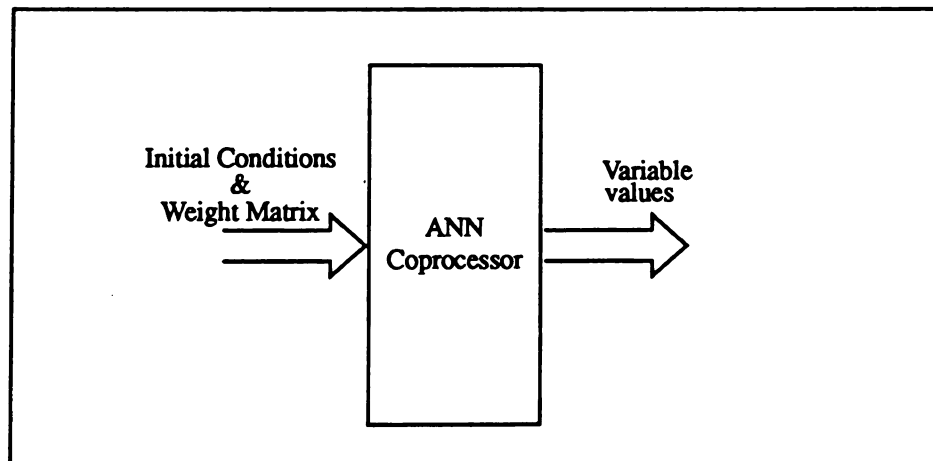 Initial Conditions
&
Weight Matrix
ANN
Coprocessor
Variable
values